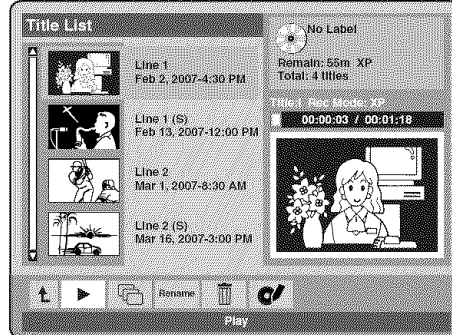 Title List
Line 1
Feb 2, 2007-4:30 PM
Line 1 (S)
Feb 13, 2007-12:00 PM
Line 2
Mar 1, 2007-8:30 AM
Line 2 (S)
Mar 16, 2007-3:00 PM
No Label
Remain: 55m XP
Total: 4 titles
Title:1 Rec Mode: XP
00:00:03 / 00:01:18
Rename
Play